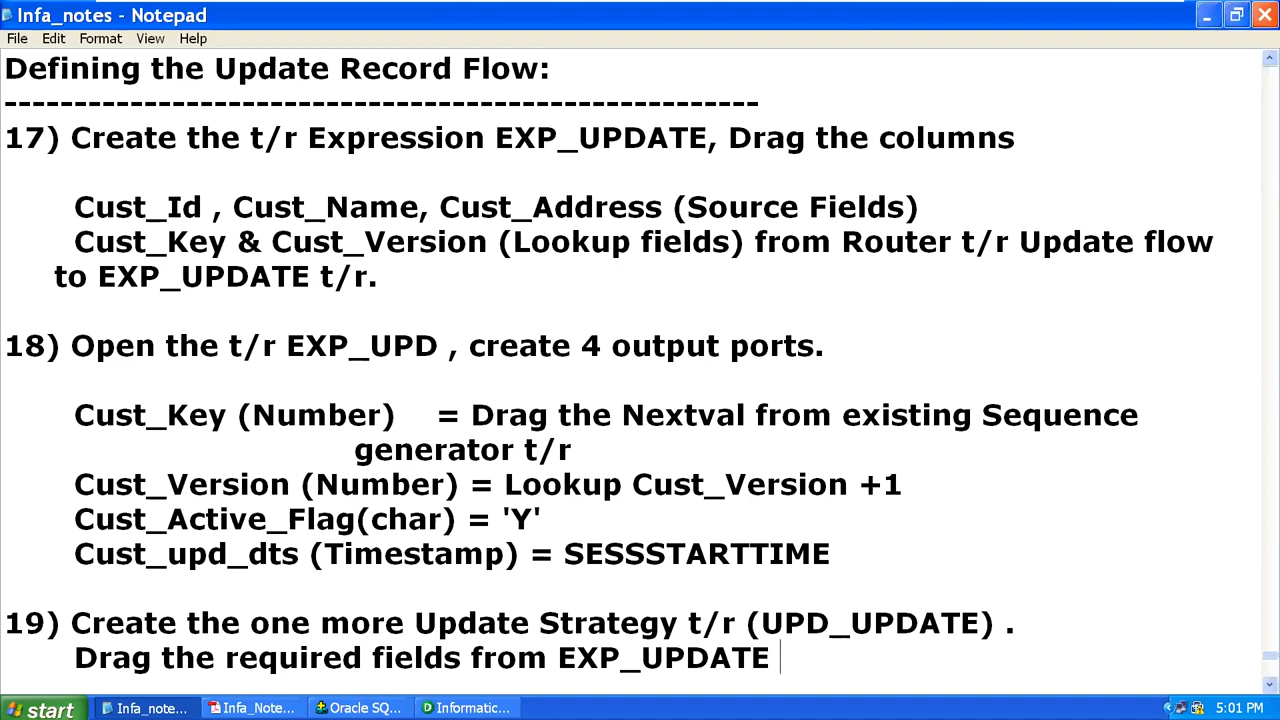 Infa_notes - Notepad
File Edit Format View Help
Defining the Update Record Flow:
------------------------------------------------------
17) Create the t/r Expression EXP_UPDATE, Drag the columns
Cust_Id , Cust_Name, Cust_Address (Source Fields)
Cust_Key & Cust_Version (Lookup fields) from Router t/r Update flow
to EXP_UPDATE t/r.
18) Open the t/r EXP_UPD , create 4 output ports.
Cust_Key (Number) = Drag the Nextval from existing Sequence
generator t/r
Cust_Version (Number) = Lookup Cust_Version +1
Cust_Active_Flag(char) = 'Y'
Cust_upd_dts (Timestamp) = SESSSTARTTIME
19) Create the one more Update Strategy t/r (UPD_UPDATE) .
Drag the required fields from EXP_UPDATE
start Infa_note... Infa_Note... Oracle SQ... Informatic... 5:01 PM